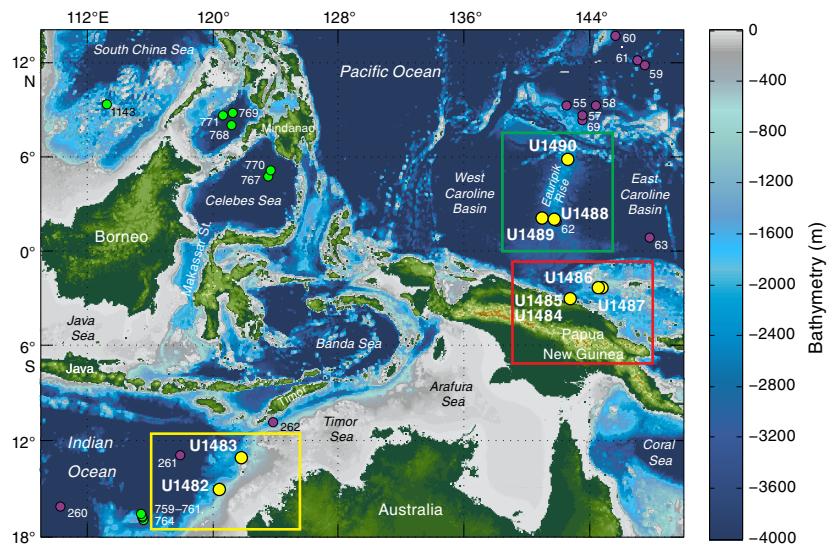 112°E
120°
128°
136°
144°
12°
N
6°
0°
6°
S
12°
18°
South China Sea
1143
771
769
768
Mindanao
770
767
Celebes Sea
Borneo
Makassar St.
Java
Sea
Java
Banda Sea
Timor
Pacific Ocean
60
61
59
55
58
57
69
U1490
West
Caroline
Basin
Eauripik
Rise
East
Caroline
Basin
U1488
U1489
62
63
U1486
U1485
U1484
U1487
Papua
New Guinea
Arafura
Sea
Timor
Sea
262
Indian
Ocean
261
260
U1483
U1482
759–761,
764
Australia
Coral
Sea
0
−400
−800
−1200
−1600
−2000
−2400
−2800
−3200
−3600
−4000
Bathymetry (m)